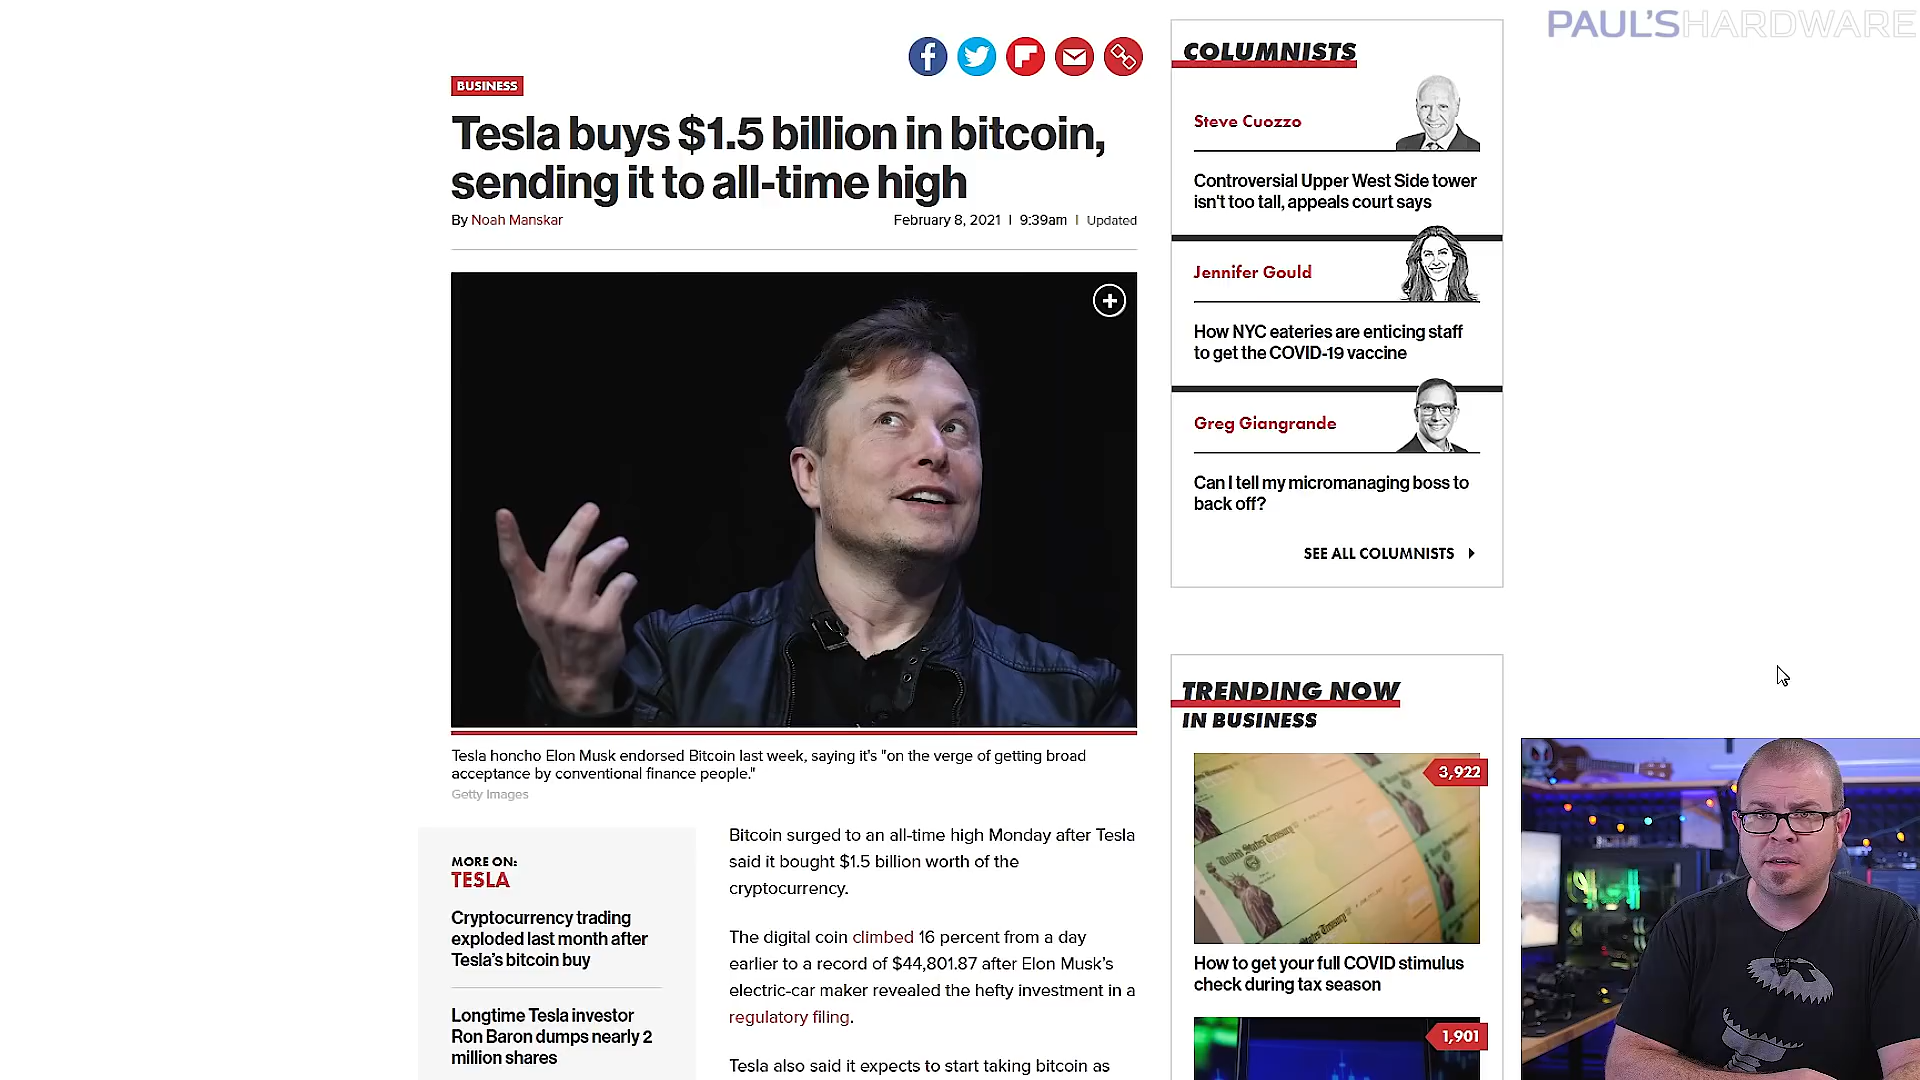 PAUL'SHARDWARE
BUSINESS
Tesla buys $1.5 billion in bitcoin,
sending it to all-time high
By Noah Manskar
February 8, 2021 | 9:39am | Updated
Tesla honcho Elon Musk endorsed Bitcoin last week, saying it's "on the verge of getting broad
acceptance by conventional finance people."
Getty Images
MORE ON:
TESLA
Cryptocurrency trading
exploded last month after
Tesla's bitcoin buy
Longtime Tesla investor
Ron Baron dumps nearly 2
million shares
Bitcoin surged to an all-time high Monday after Tesla
said it bought $1.5 billion worth of the
cryptocurrency.
The digital coin climbed 16 percent from a day
earlier to a record of $44,801.87 after Elon Musk's
electric-car maker revealed the hefty investment in a
regulatory filing.
Tesla also said it expects to start taking bitcoin as
COLUMNISTS
Steve Cuozzo
Controversial Upper West Side tower
isn't too tall, appeals court says
Jennifer Gould
How NYC eateries are enticing staff
to get the COVID-19 vaccine
Greg Giangrande
Can I tell my micromanaging boss to
back off?
SEE ALL COLUMNISTS
TRENDING NOW
IN BUSINESS
3,922
United States Treasury
How to get your full COVID stimulus
check during tax season
1,901